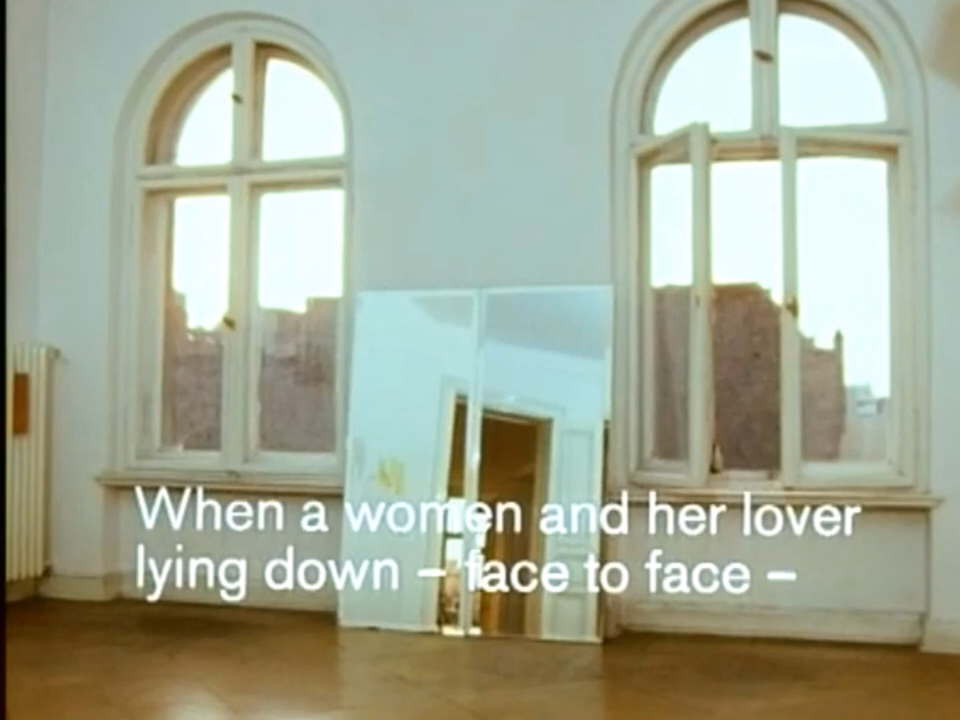 When a women and her lover
lying down – face to face –